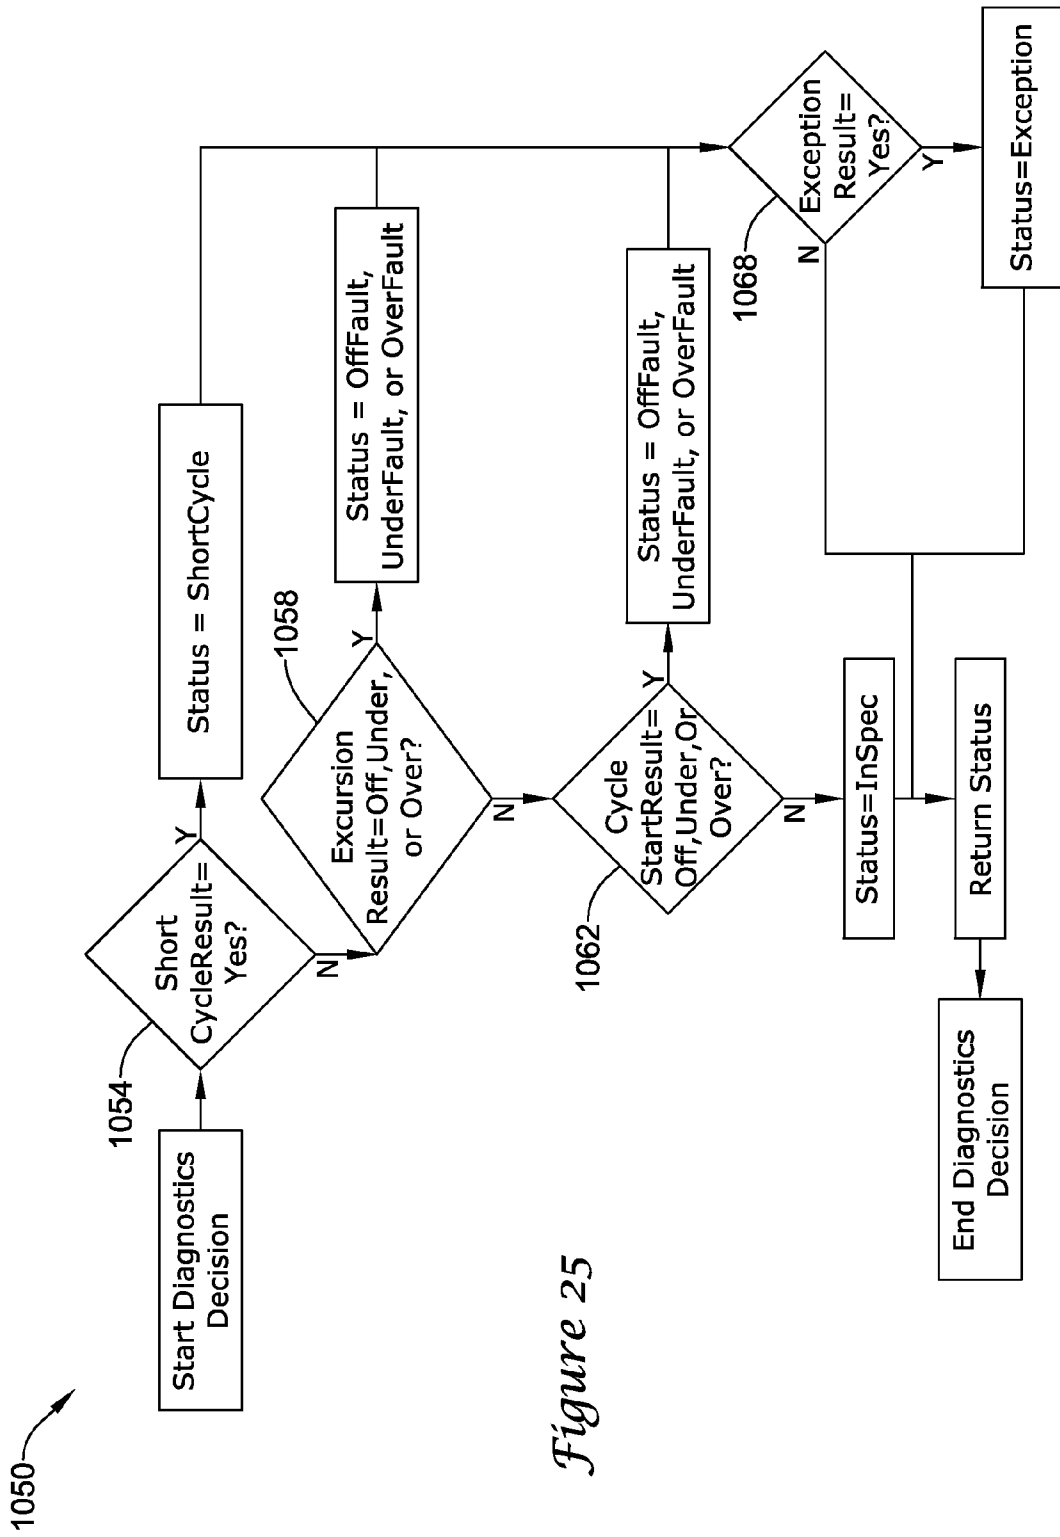 1050
Start Diagnostics
Decision
1054
Short
CycleResult=
Yes?
Y
N
Status = ShortCycle
1058
Excursion
Result=Off,Under,
or Over?
Y
N
Status = OffFault,
UnderFault, or OverFault
1062
Cycle
StartResult=
Off,Under,Or
Over?
Y
N
Status = OffFault,
UnderFault, or OverFault
1068
Exception
Result=
Yes?
N
Y
Status=InSpec
Status=Exception
Return Status
End Diagnostics
Decision
Figure 25